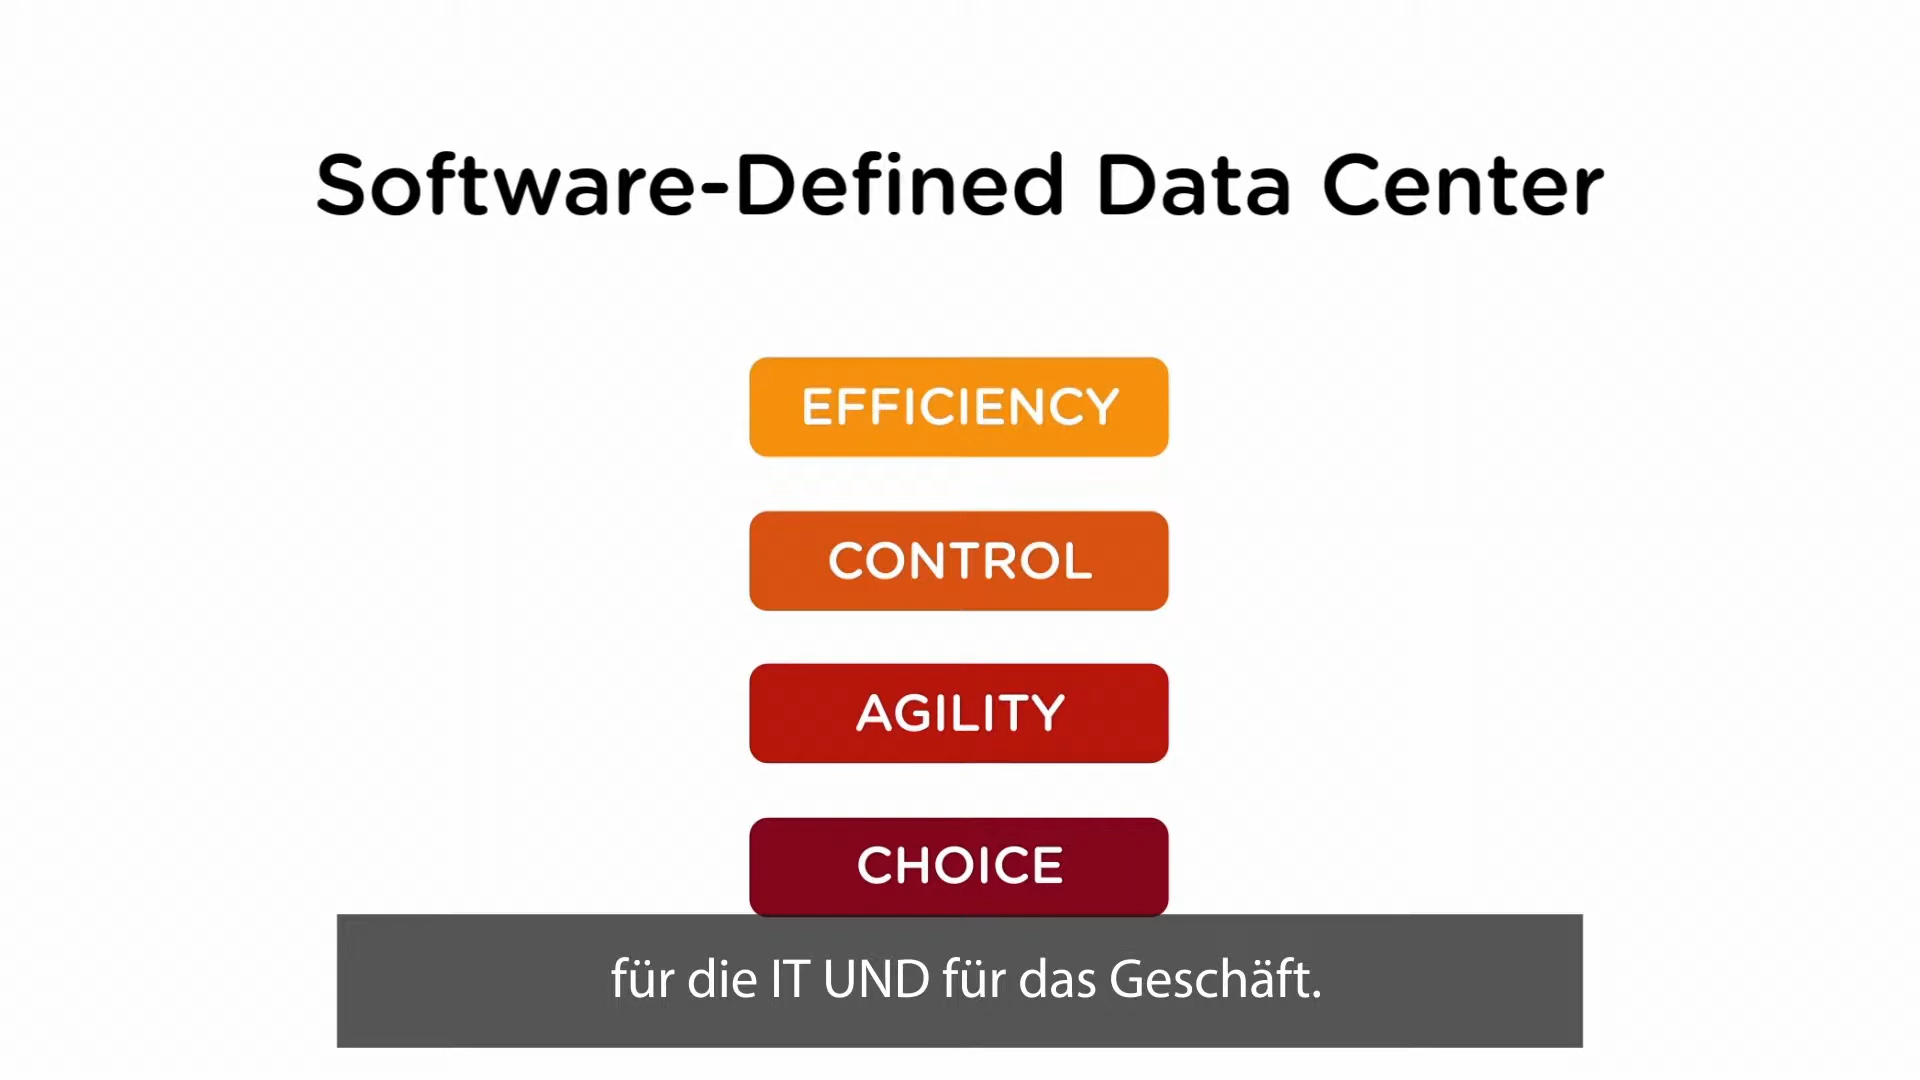 Software-Defined Data Center
EFFICIENCY
CONTROL
AGILITY
CHOICE
für die IT UND für das Geschäft.